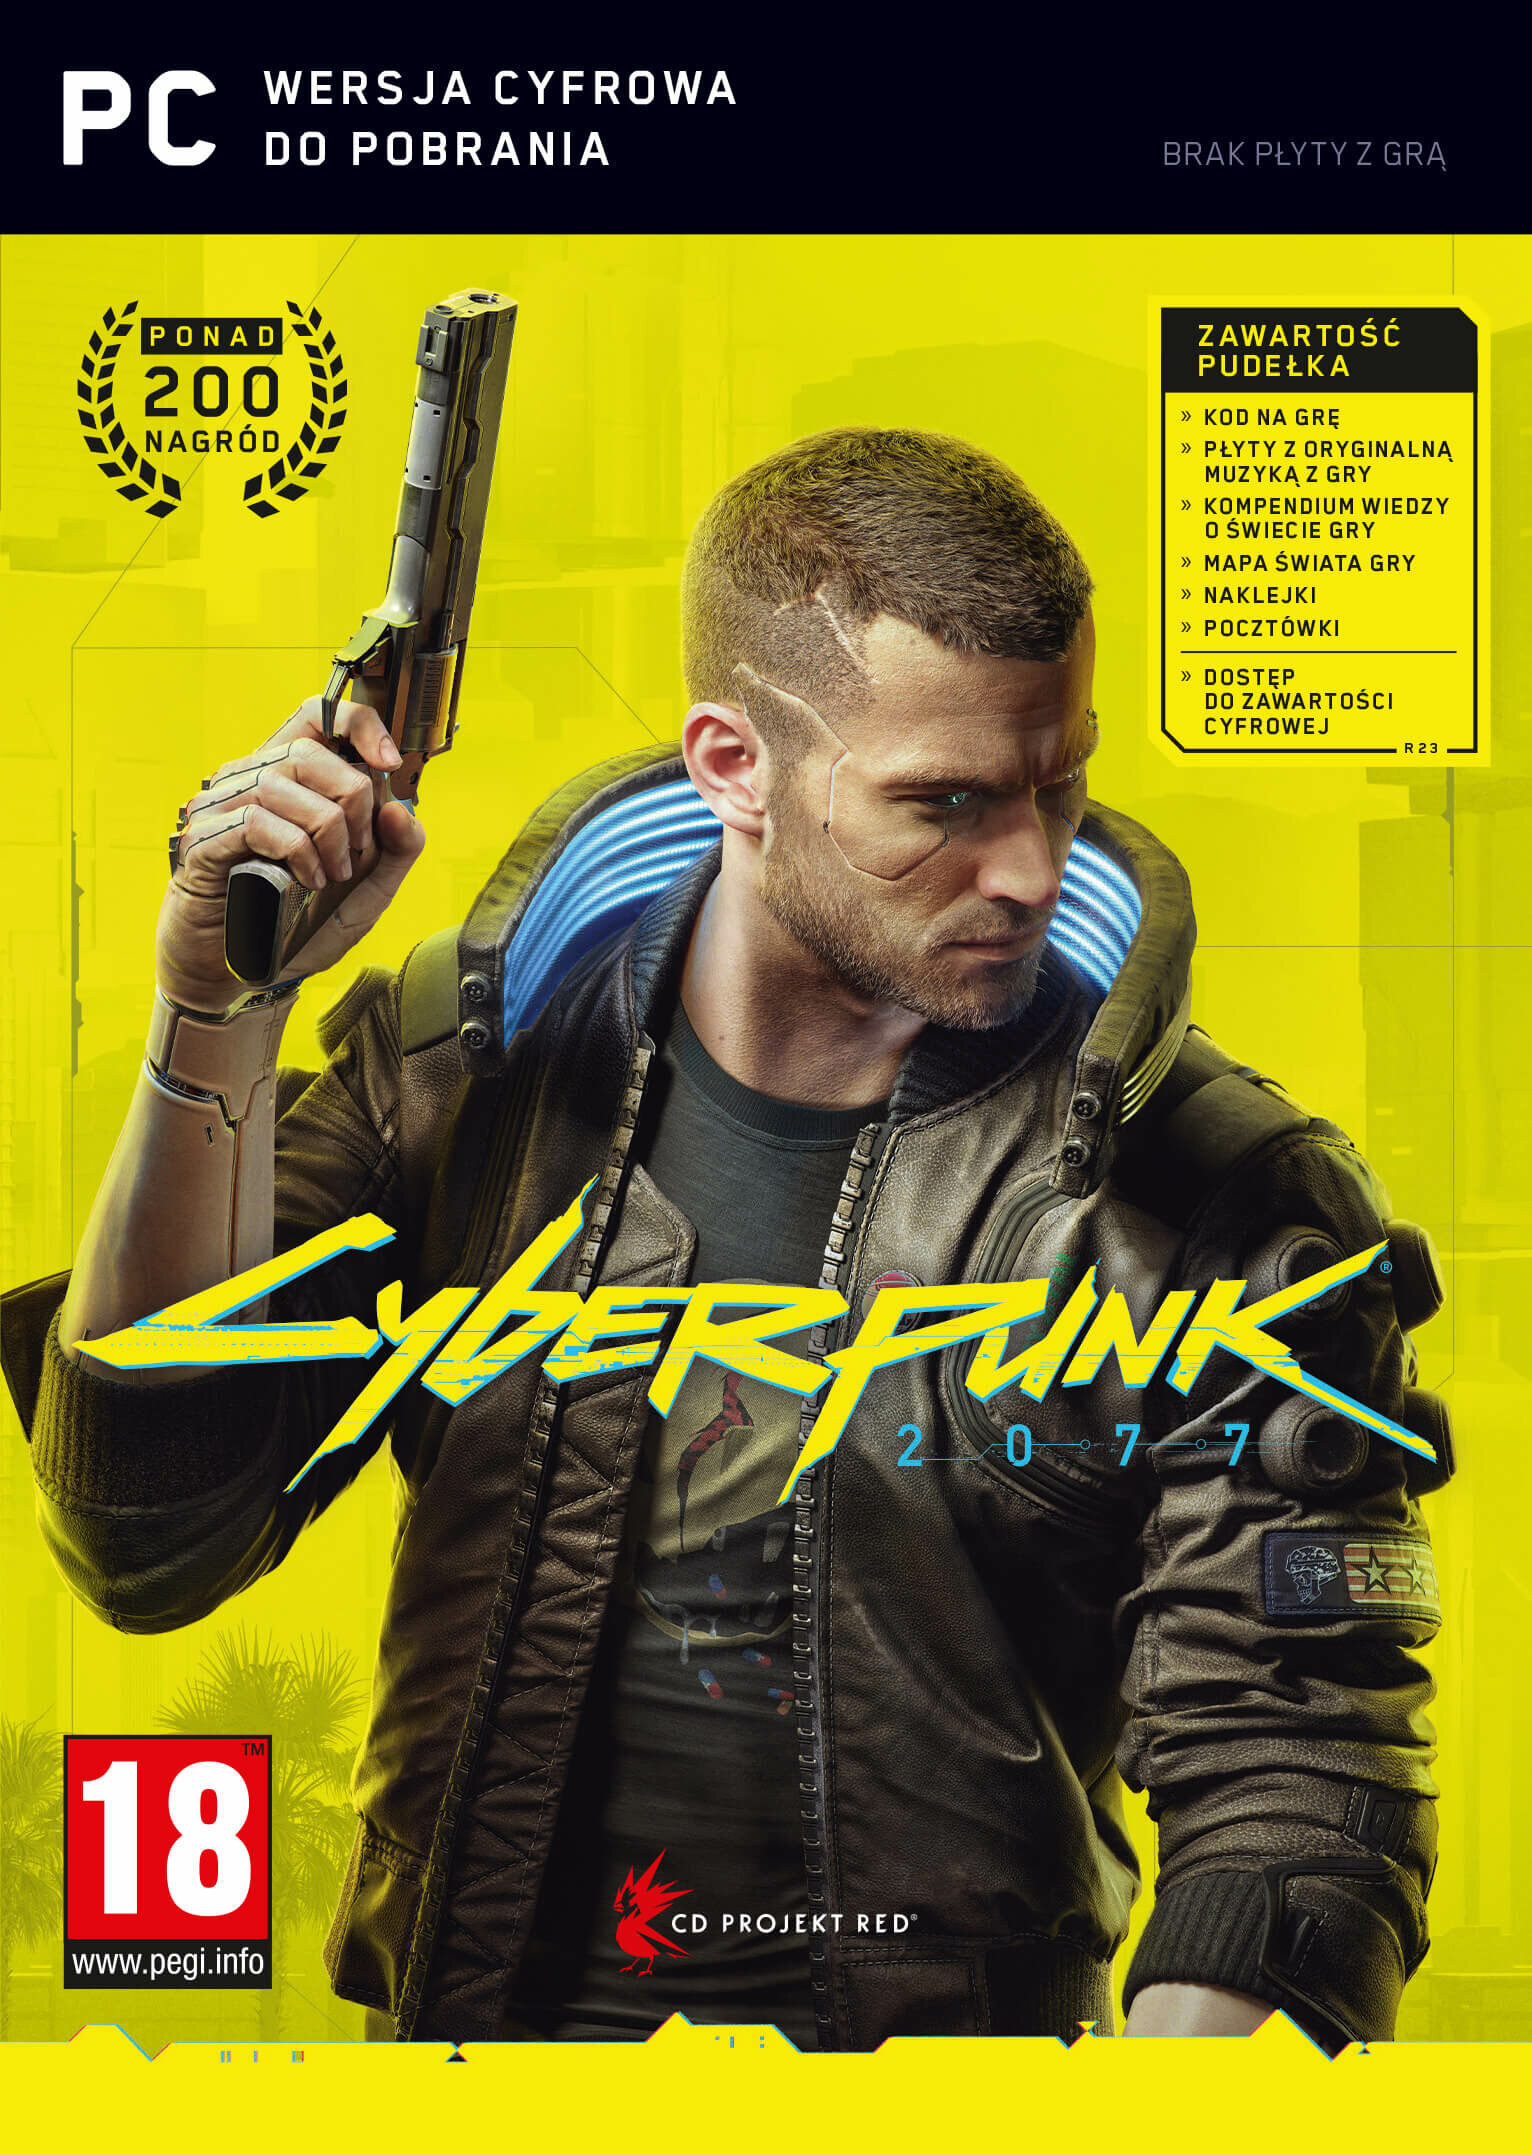 PC
WERSJA CYFROWA
DO POBRANIA
BRAK PŁYTY Z GRĄ
PONAD
200
NAGRÓD
ZAWARTOŚĆ
PUDEŁKA
» KOD NA GRĘ
» PŁYTY Z ORYGINALNĄ
MUZYKĄ Z GRY
» KOMPENDIUM WIEDZY
O ŚWIECIE GRY
» MAPA ŚWIATA GRY
» NAKLEJKI
» POCZTÓWKI
» DOSTĘP
DO ZAWARTOŚCI
CYFROWEJ
R23
CYBERPUNK®
2077
18™
www.pegi.info
CD PROJEKT RED®